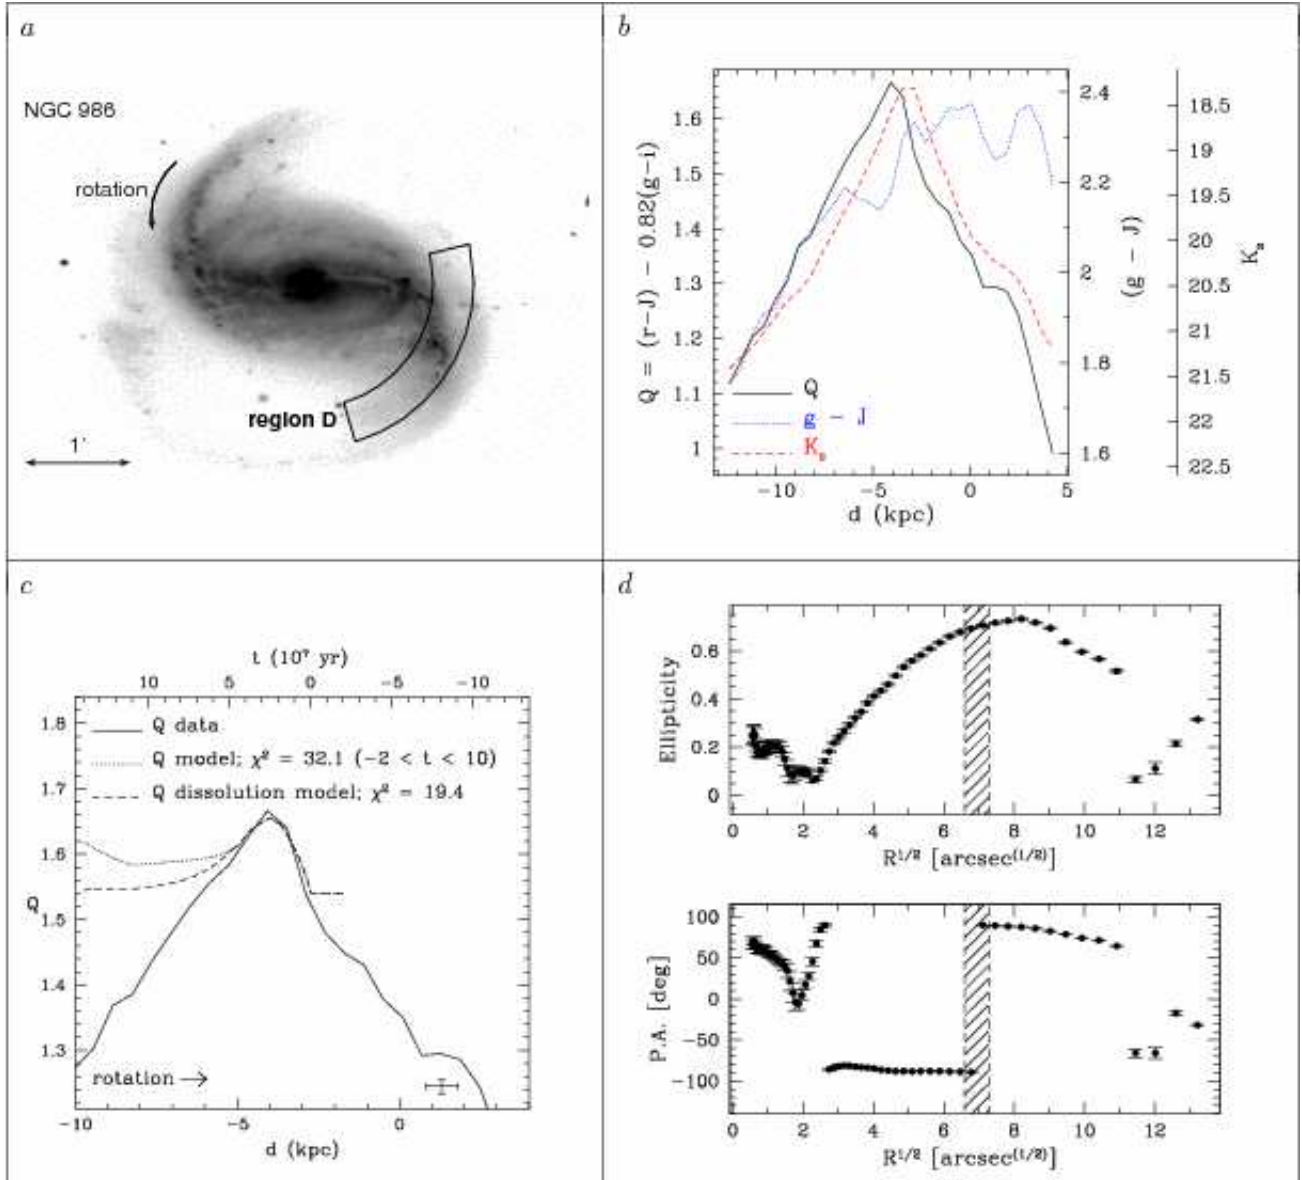 a
NGC 986
rotation
region D
1'
b
Q = (r−J) − 0.82(g−i)
1.6
1.5
1.4
1.3
1.2
1.1
1
2.4
2.2
2
1.8
1.6
(g − J)
18.5
19
19.5
20
20.5
21
21.5
22
22.5
Ks
Q
g − J
Ks
−10 −5 0 5
d (kpc)
c
t (10⁷ yr)
10 5 0 −5 −10
Q data
Q model; χ² = 32.1 (−2 < t < 10)
Q dissolution model; χ² = 19.4
1.8
1.7
1.6
1.5
1.4
1.3
Q
rotation →
−10 −5 0
d (kpc)
d
Ellipticity
0.6
0.4
0.2
0
0 2 4 6 8 10 12
R^1/2 [arcsec^(1/2)]
P.A. [deg]
100
50
0
−50
−100
0 2 4 6 8 10 12
R^1/2 [arcsec^(1/2)]